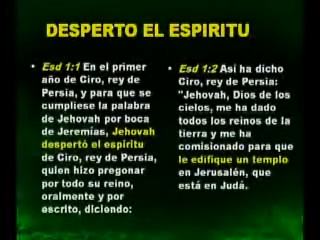 DESPERTO EL ESPIRITU
• Esd 1:1 En el primer
año de Ciro, rey de
Persia, y para que se
cumpliese la palabra
de Jehovah por boca
de Jeremías, Jehovah
despertó el espíritu
de Ciro, rey de Persia,
quien hizo pregonar
por todo su reino,
oralmente y por
escrito, diciendo:
• Esd 1:2 Así ha dicho
Ciro, rey de Persia:
"Jehovah, Dios de los
cielos, me ha dado
todos los reinos de la
tierra y me ha
comisionado para que
le edifique un templo
en Jerusalén, que
está en Judá.